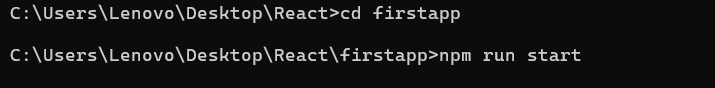 C:\Users\Lenovo\Desktop\React>cd firstapp
C:\Users\Lenovo\Desktop\React\firstapp>npm run start